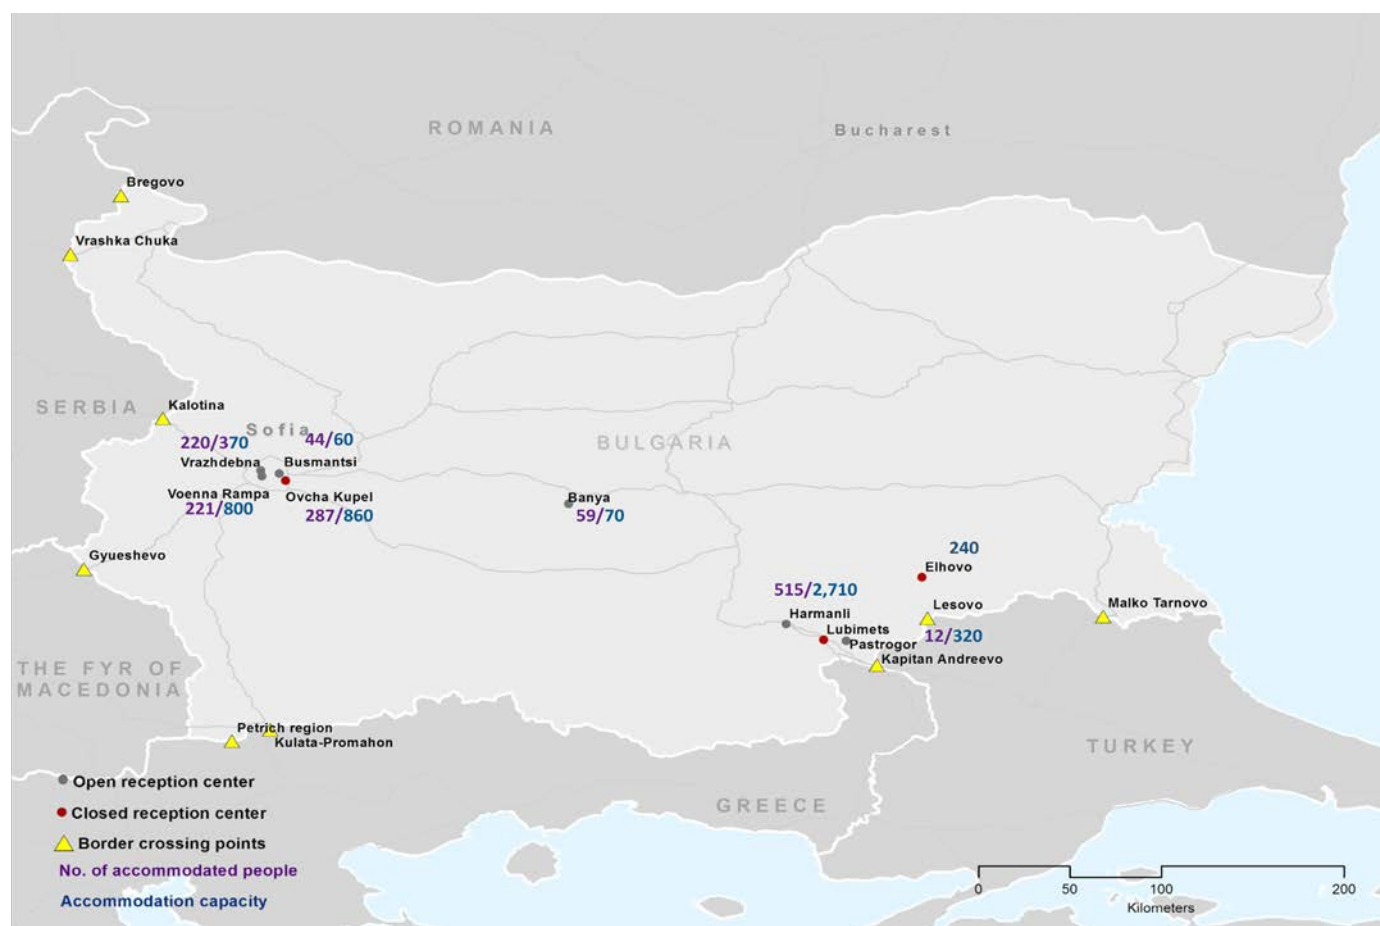 ROMANIA
Bucharest
Bregovo
Vrashka Chuka
SERBIA
Kalotina
Sofia
220/370
44/60
BULGARIA
Vrazhdebna
Busmantsi
Voenna Rampa
Ovcha Kupel
221/800
287/860
Banya
59/70
Gyueshevo
240
Elhovo
515/2,710
Harmanli
Lesovo
Malko Tarnovo
Lubimets
12/320
Pastrogor
Kapitan Andreevo
THE FYR OF
MACEDONIA
Petrich region
Kulata-Promahon
TURKEY
GREECE
Open reception center
Closed reception center
Border crossing points
No. of accommodated people
Accommodation capacity
0 50 100 200
Kilometers